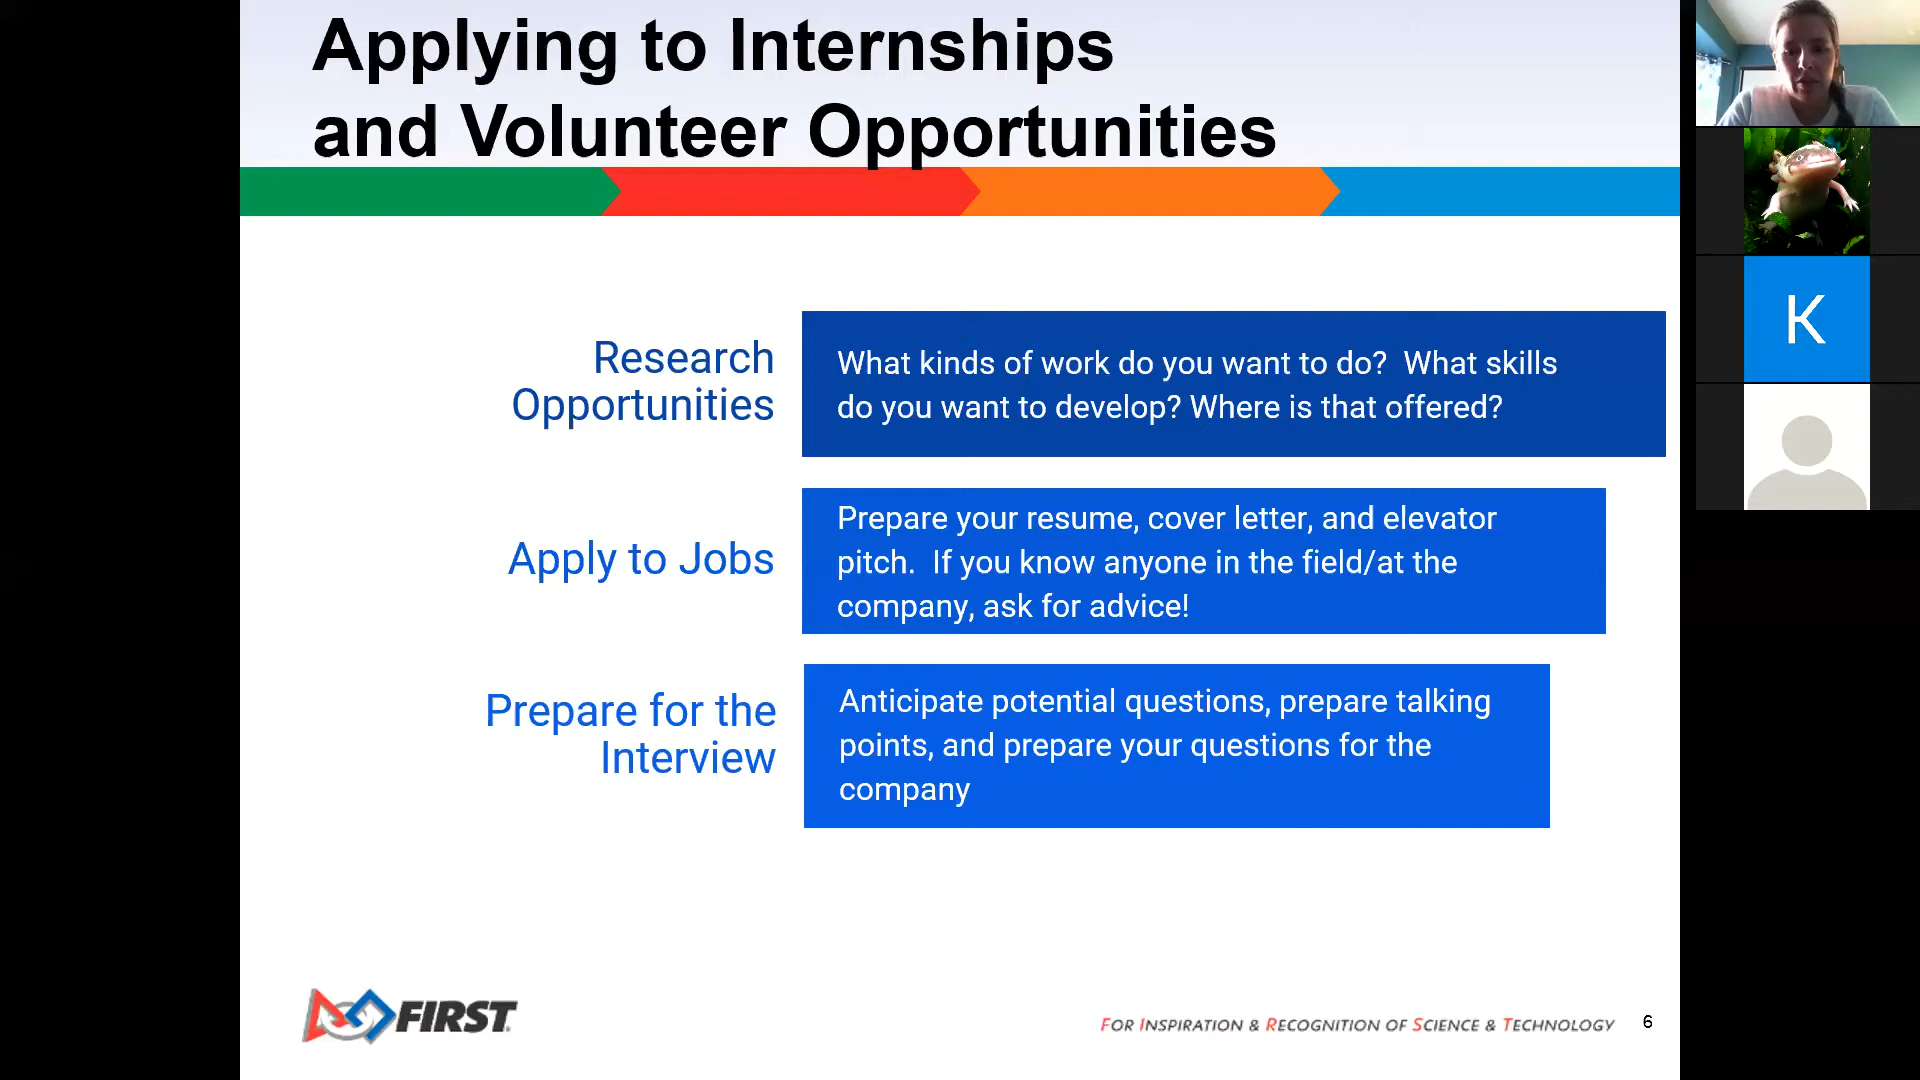 Applying to Internships
and Volunteer Opportunities
Research
Opportunities
What kinds of work do you want to do?  What skills
do you want to develop? Where is that offered?
Apply to Jobs
Prepare your resume, cover letter, and elevator
pitch.  If you know anyone in the field/at the
company, ask for advice!
Prepare for the
Interview
Anticipate potential questions, prepare talking
points, and prepare your questions for the
company
FIRST
FOR INSPIRATION & RECOGNITION OF SCIENCE & TECHNOLOGY
6
K